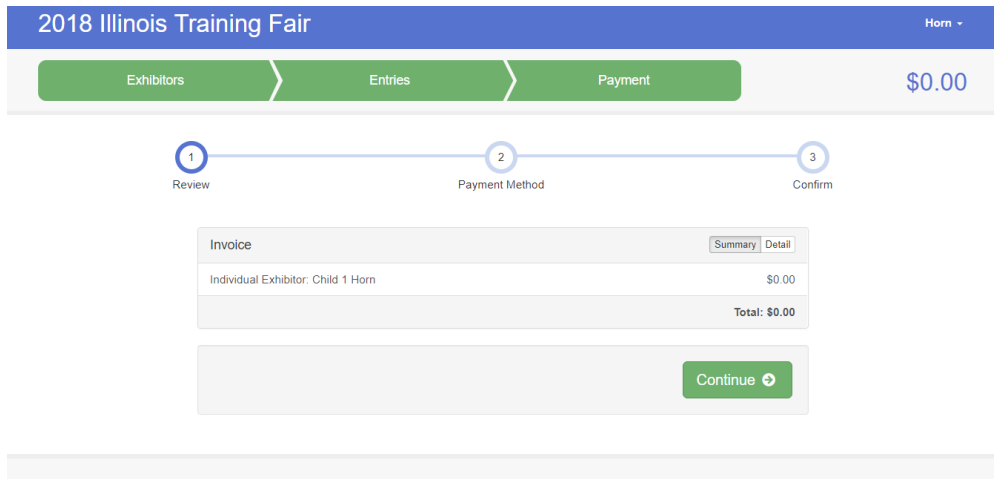 2018 Illinois Training Fair
Horn
Exhibitors
Entries
Payment
$0.00
1
2
3
Review
Payment Method
Confirm
Invoice
Summary Detail
Individual Exhibitor: Child 1 Horn $0.00
Total: $0.00
Continue